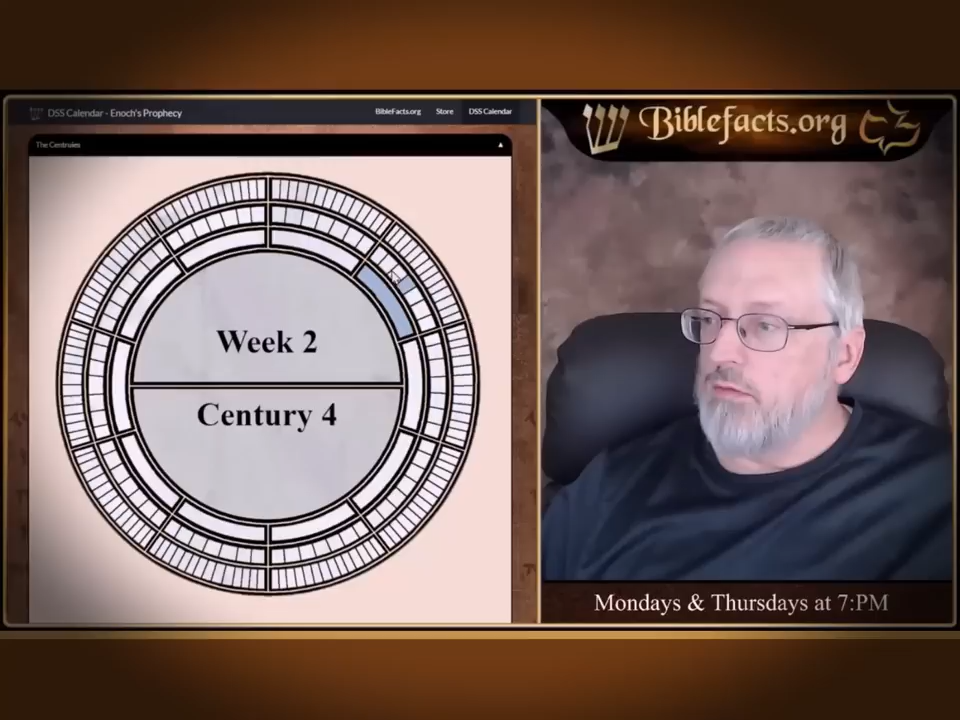 DSS Calendar - Enoch's Prophecy
BibleFacts.org Store DSS Calendar
The Centruies
Week 2
Century 4
Biblefacts.org
Mondays & Thursdays at 7:PM